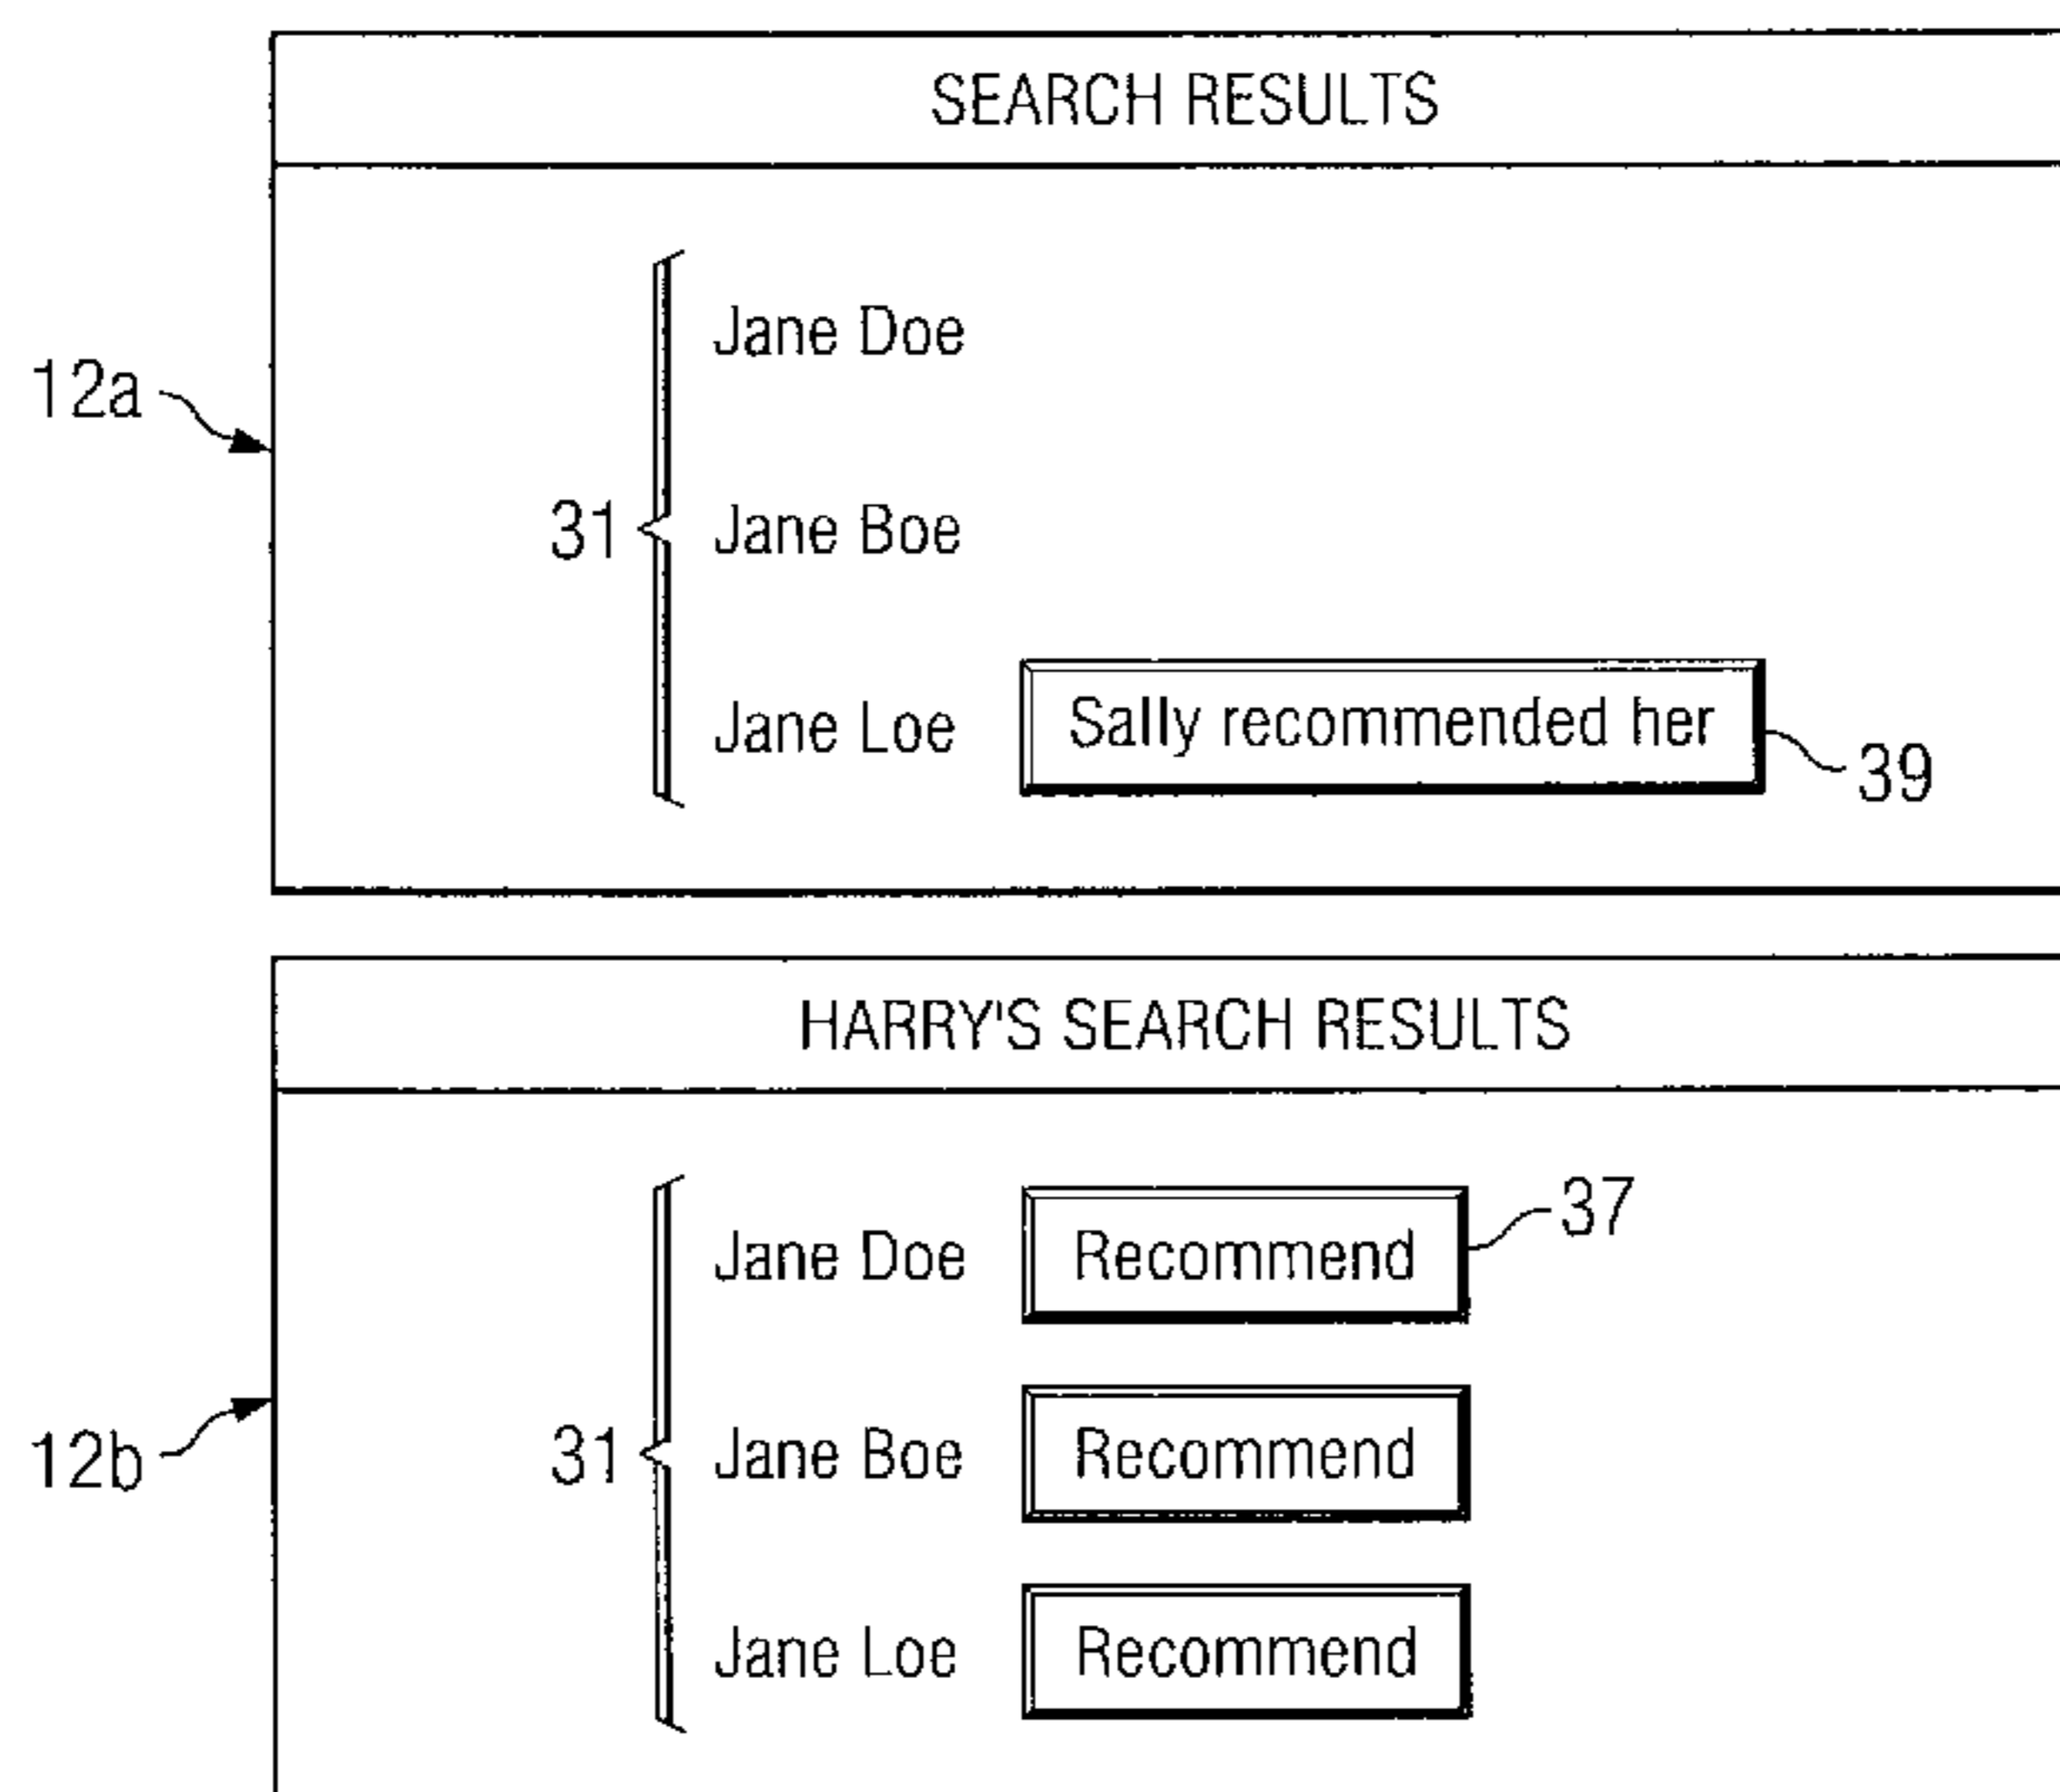 SEARCH RESULTS
Jane Doe
12a
31
Jane Boe
Jane Loe
Sally recommended her
39
HARRY'S SEARCH RESULTS
Jane Doe
Recommend
37
12b
31
Jane Boe
Recommend
Jane Loe
Recommend